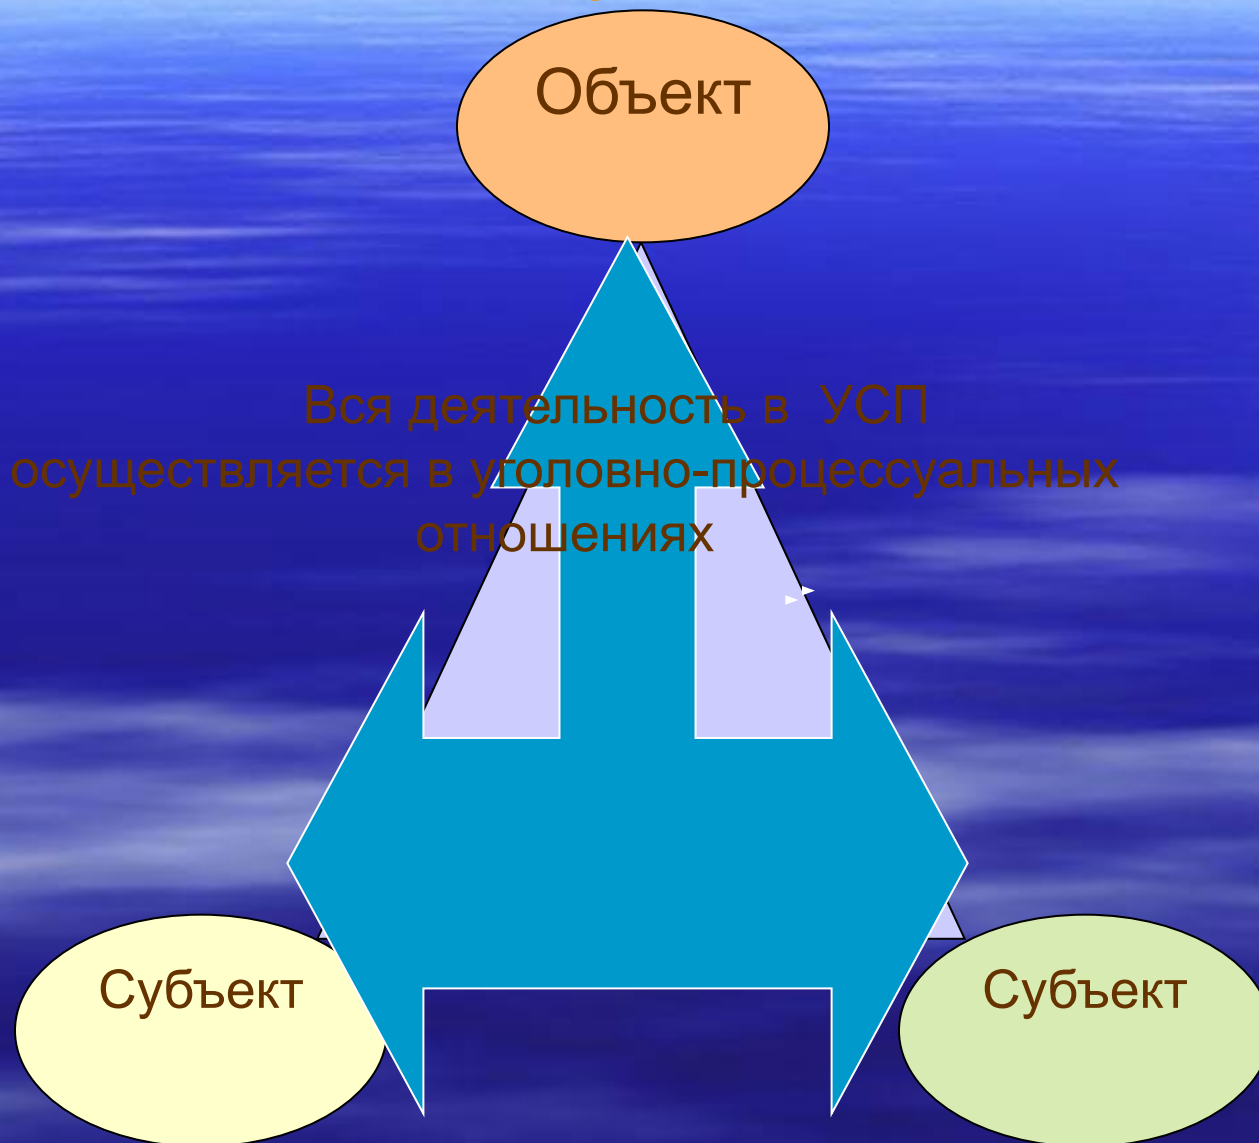 Объект
Вся деятельность в УСП
осуществляется в уголовно-процессуальных
отношениях
Субъект
Субъект